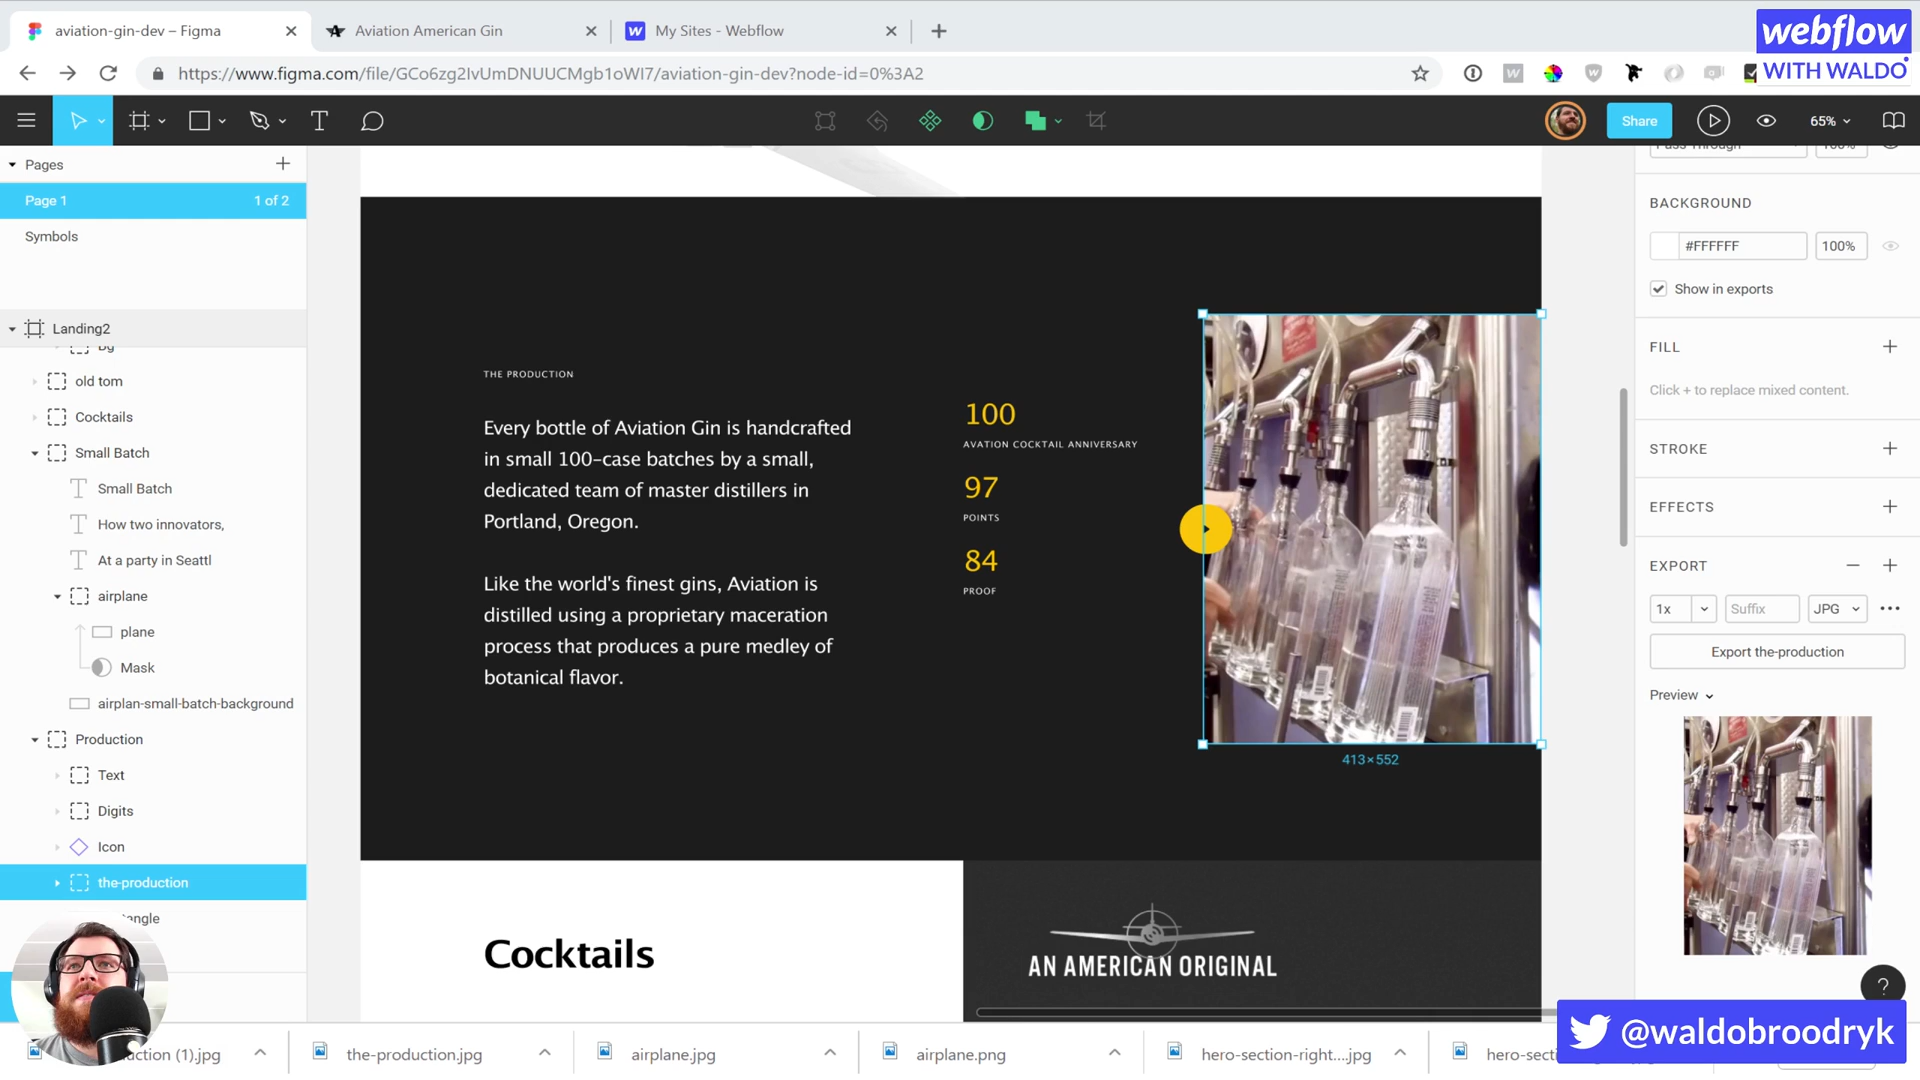 aviation-gin-dev – Figma
Aviation American Gin
My Sites - Webflow
webflow
WITH WALDO
https://www.figma.com/file/GCo6zg2IvUmDNUUCMgb1oWI7/aviation-gin-dev?node-id=0%3A2
Share
65%
Pages
Page 1
1 of 2
Symbols
Landing2
Bg
old tom
Cocktails
Small Batch
Small Batch
How two innovators,
At a party in Seattl
airplane
plane
Mask
airplan-small-batch-background
Production
Text
Digits
Icon
the-production
THE PRODUCTION
Every bottle of Aviation Gin is handcrafted
in small 100-case batches by a small,
dedicated team of master distillers in
Portland, Oregon.
Like the world's finest gins, Aviation is
distilled using a proprietary maceration
process that produces a pure medley of
botanical flavor.
100
AVATION COCKTAIL ANNIVERSARY
97
POINTS
84
PROOF
413×552
Cocktails
AN AMERICAN ORIGINAL
Pass Through
100%
BACKGROUND
#FFFFFF
100%
Show in exports
FILL
Click + to replace mixed content.
STROKE
EFFECTS
EXPORT
1x
Suffix
JPG
Export the-production
Preview
?
@waldobroodryk
uction (1).jpg
the-production.jpg
airplane.jpg
airplane.png
hero-section-right....jpg